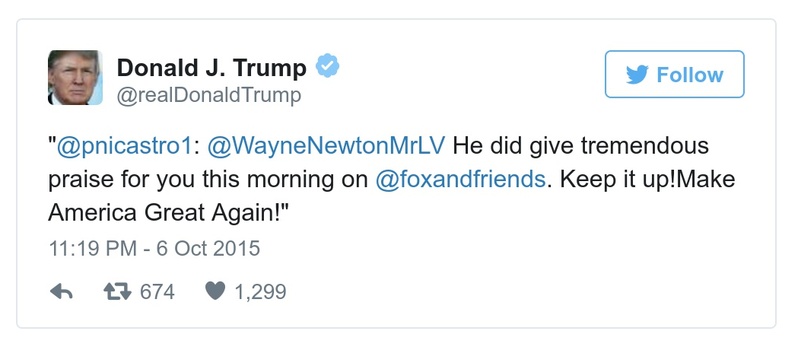 Donald J. Trump
@realDonaldTrump
Follow
"@pnicastro1: @WayneNewtonMrLV He did give tremendous
praise for you this morning on @foxandfriends. Keep it up!Make
America Great Again!"
11:19 PM - 6 Oct 2015
674 1,299